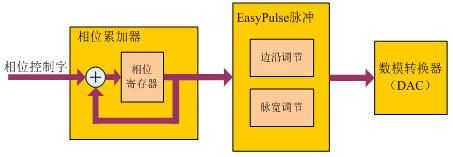 相位控制字
相位累加器
+
相位
寄存器
EasyPulse脉冲
边沿调节
脉宽调节
数模转换器
（DAC）